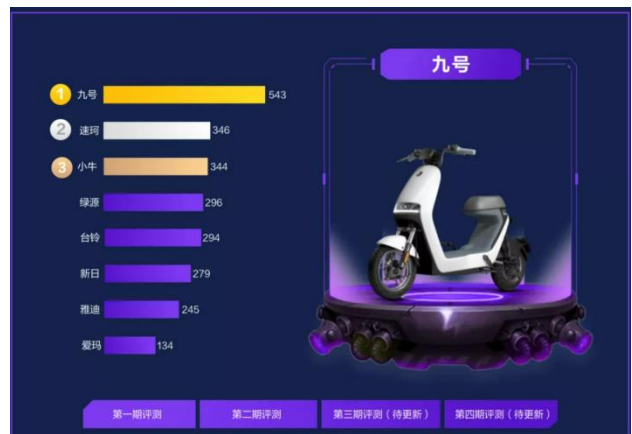 九号
1 九号 543
2 速珂 346
3 小牛 344
绿源 296
台铃 294
新日 279
雅迪 245
爱玛 134
第一期评测 第二期评测 第三期评测（待更新） 第四期评测（待更新）